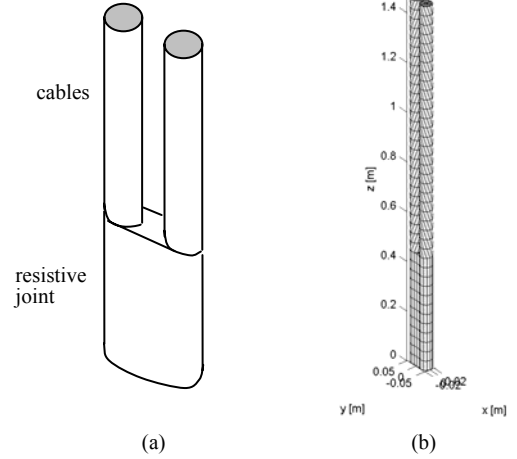 cables
resistive
joint
(a)
1.4
1.2
1
0.8
0.6
0.4
0.2
0
z [m]
0.05
0
-0.05
y [m]
x [m]
(b)